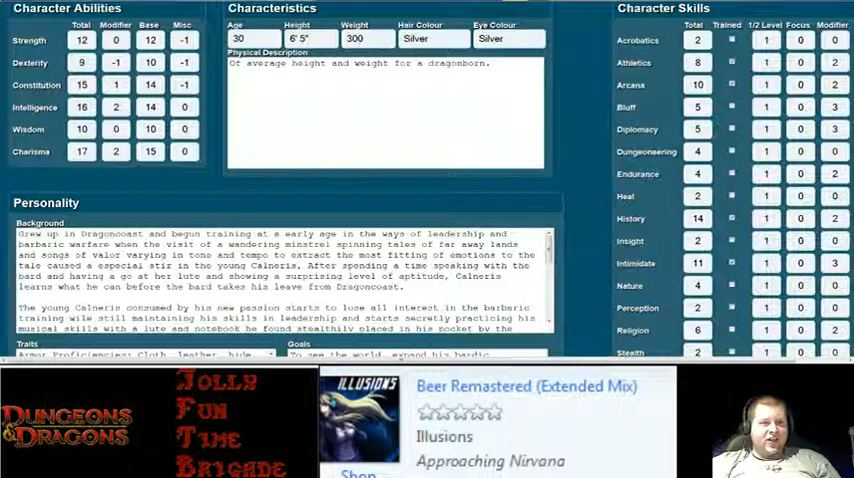 Character Abilities
Total Modifier Base Misc
Strength 12 0 12 -1
Dexterity 9 -1 10 -1
Constitution 15 1 14 -1
Intelligence 16 2 14 0
Wisdom 10 0 10 0
Charisma 17 2 15 0
Characteristics
Age Height Weight Hair Colour Eye Colour
30 6' 5" 300 Silver Silver
Physical Description
Of average height and weight for a dragonborn.
Personality
Background
Grew up in Dragoncoast and begun training at a early age in the ways of leadership and
barbaric warfare when the visit of a wandering minstrel spinning tales of far away lands
and songs of valor varying in tone and tempo to extract the most fitting of emotions to the
tale caused a especial stir in the young Calneris, After spending a time speaking with the
bard and having a go at her lute and showing a surprising level of aptitude, Calneris
learns what he can before the bard takes his leave from Dragoncoast.
The young Calneris consumed by his new passion starts to lose all interest in the barbaric
training wile still maintaining his skills in leadership and starts secretly practicing his
musical skills with a lute and notebook he found stealthily placed in his pocket by the
Traits Goals
Armor Proficiencies: Cloth, leather, hide,
To see the world, expand his bardic
Character Skills
Total Trained 1/2 Level Focus Modifier
Acrobatics 2 1 0 0
Athletics 8 1 0 2
Arcana 10 1 0 2
Bluff 5 1 0 3
Diplomacy 5 1 0 3
Dungeoneering 4 1 0 0
Endurance 4 1 0 2
Heal 2 1 0 0
History 14 1 0 2
Insight 2 1 0 0
Intimidate 11 1 0 3
Nature 4 1 0 0
Perception 2 1 0 0
Religion 6 1 0 2
Stealth 2 1 0 0
DUNGEONS
& DRAGONS
Jolly
Fun
Time
Brigade
ILLUSIONS
Shop
Beer Remastered (Extended Mix)
Illusions
Approaching Nirvana